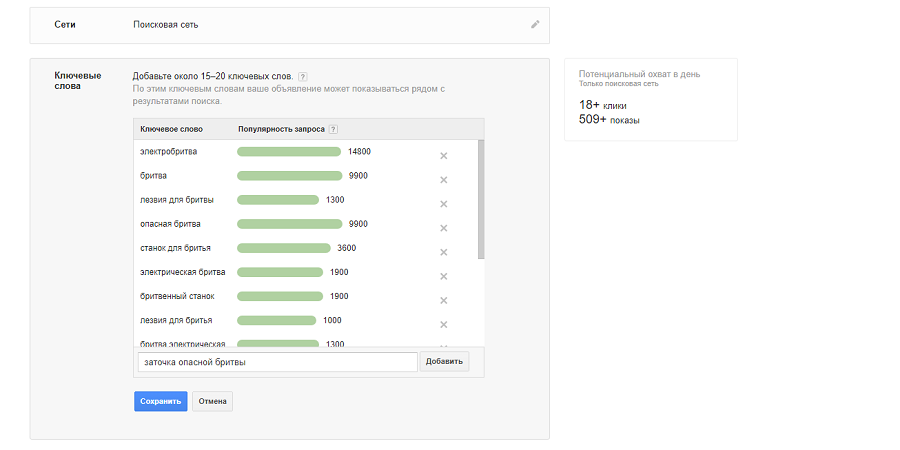 Сети Поисковая сеть
Ключевые слова
Добавьте около 15–20 ключевых слов. ?
По этим ключевым словам ваше объявление может показываться рядом с
результатами поиска.
Ключевое слово Популярность запроса ?
электробритва 14800
бритва 9900
лезвия для бритвы 1300
опасная бритва 9900
станок для бритья 3600
электрическая бритва 1900
бритвенный станок 1900
лезвия для бритья 1000
бритва электрическая 1300
заточка опасной бритвы Добавить
Сохранить Отмена
Потенциальный охват в день
Только поисковая сеть
18+ клики
509+ показы